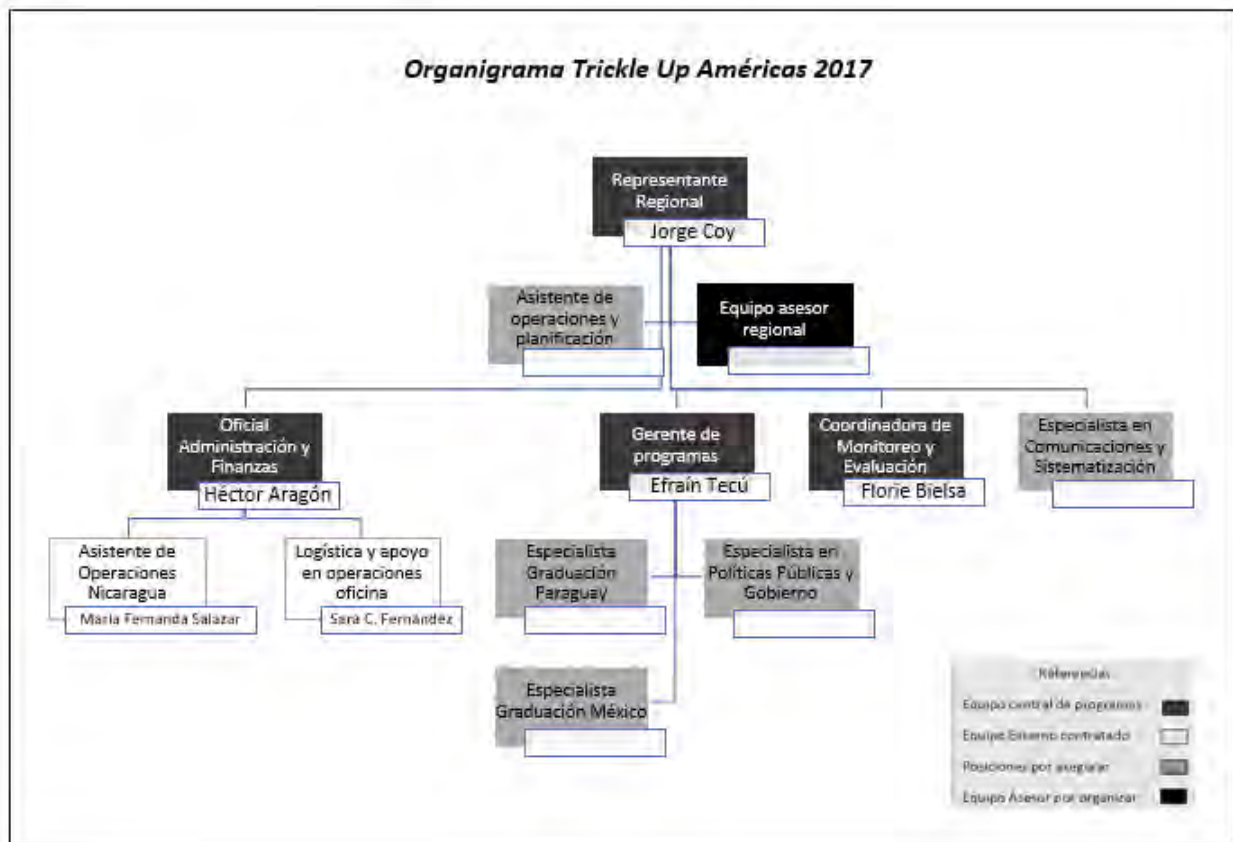 Organigrama Trickle Up Américas 2017
Representante
Regional
Jorge Coy
Asistente de
operaciones y
planificación
Equipo asesor
regional
Oficial
Administración y
Finanzas
Héctor Aragón
Gerente de
programas
Efraín Tecú
Coordinadora de
Monitoreo y
Evaluación
Florie Bielsa
Especialista en
Comunicaciones y
Sistematización
Asistente de
Operaciones
Nicaragua
María Fernanda Salazar
Logística y apoyo
en operaciones
oficina
Sara C. Fernández
Especialista
Graduación
Paraguay
Especialista en
Políticas Públicas y
Gobierno
Especialista
Graduación México
Referencias
Equipo central de programas
Equipo Externo contratado
Posiciones por asegurar
Equipo Asesor por organizar